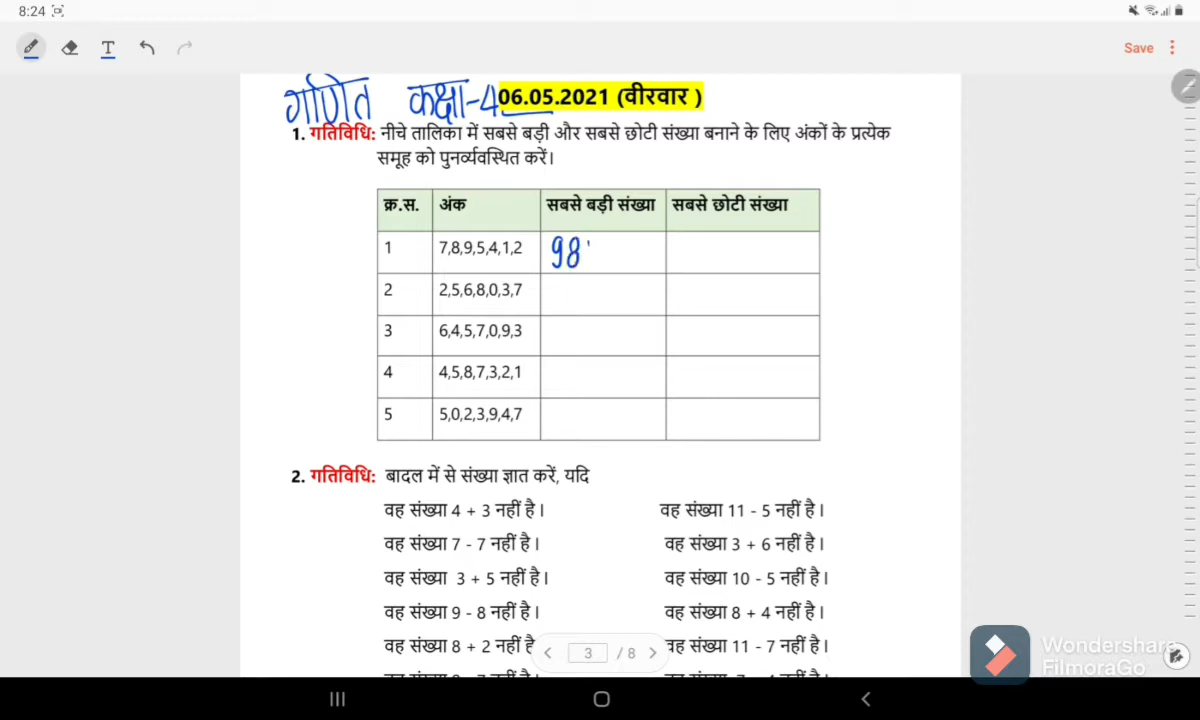 8:24
T
Save
गणित कक्षा-4 06.05.2021 (वीरवार )
1. गतिविधि: नीचे तालिका में सबसे बड़ी और सबसे छोटी संख्या बनाने के लिए अंकों के प्रत्येक
समूह को पुनर्व्यवस्थित करें।
क्र.स. अंक सबसे बड़ी संख्या सबसे छोटी संख्या
1 7,8,9,5,4,1,2 98
2 2,5,6,8,0,3,7
3 6,4,5,7,0,9,3
4 4,5,8,7,3,2,1
5 5,0,2,3,9,4,7
2. गतिविधि: बादल में से संख्या ज्ञात करें, यदि
वह संख्या 4 + 3 नहीं है। वह संख्या 11 - 5 नहीं है।
वह संख्या 7 - 7 नहीं है। वह संख्या 3 + 6 नहीं है।
वह संख्या 3 + 5 नहीं है। वह संख्या 10 - 5 नहीं है।
वह संख्या 9 - 8 नहीं है। वह संख्या 8 + 4 नहीं है।
वह संख्या 8 + 2 नहीं वह संख्या 11 - 7 नहीं है।
3 / 8
Wondershare
FilmoraGo